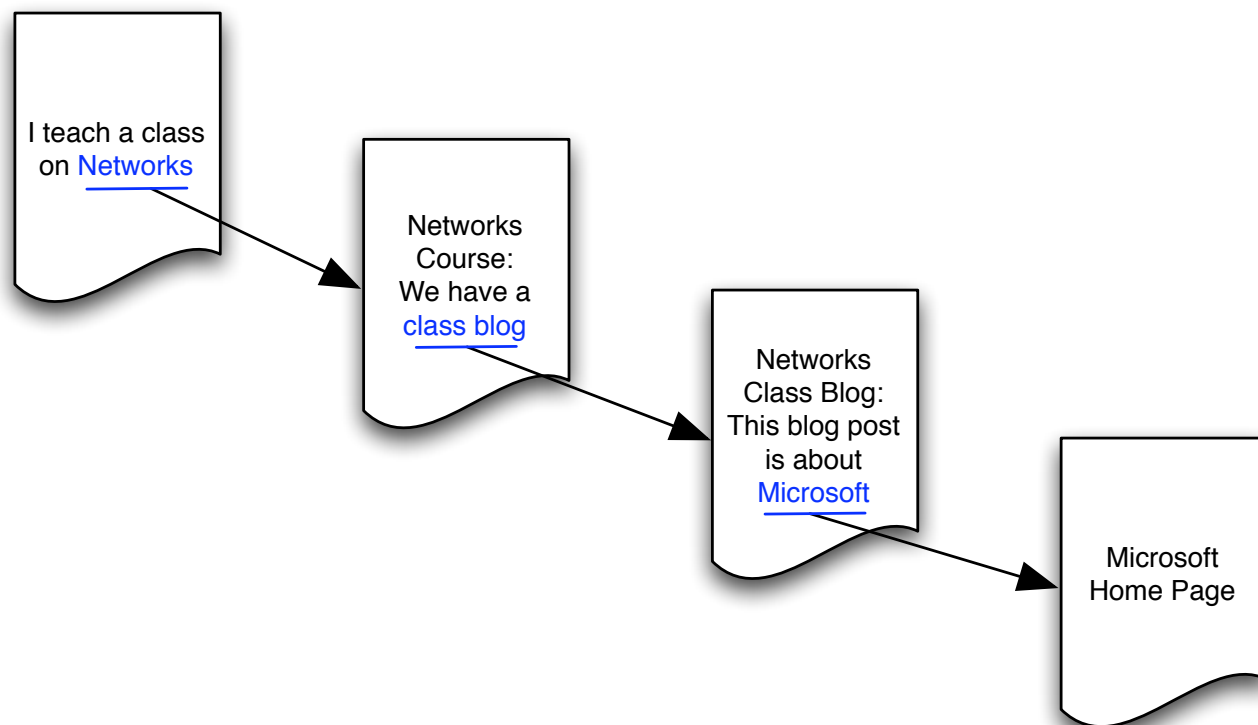 I teach a class
on Networks
Networks
Course:
We have a
class blog
Networks
Class Blog:
This blog post
is about
Microsoft
Microsoft
Home Page